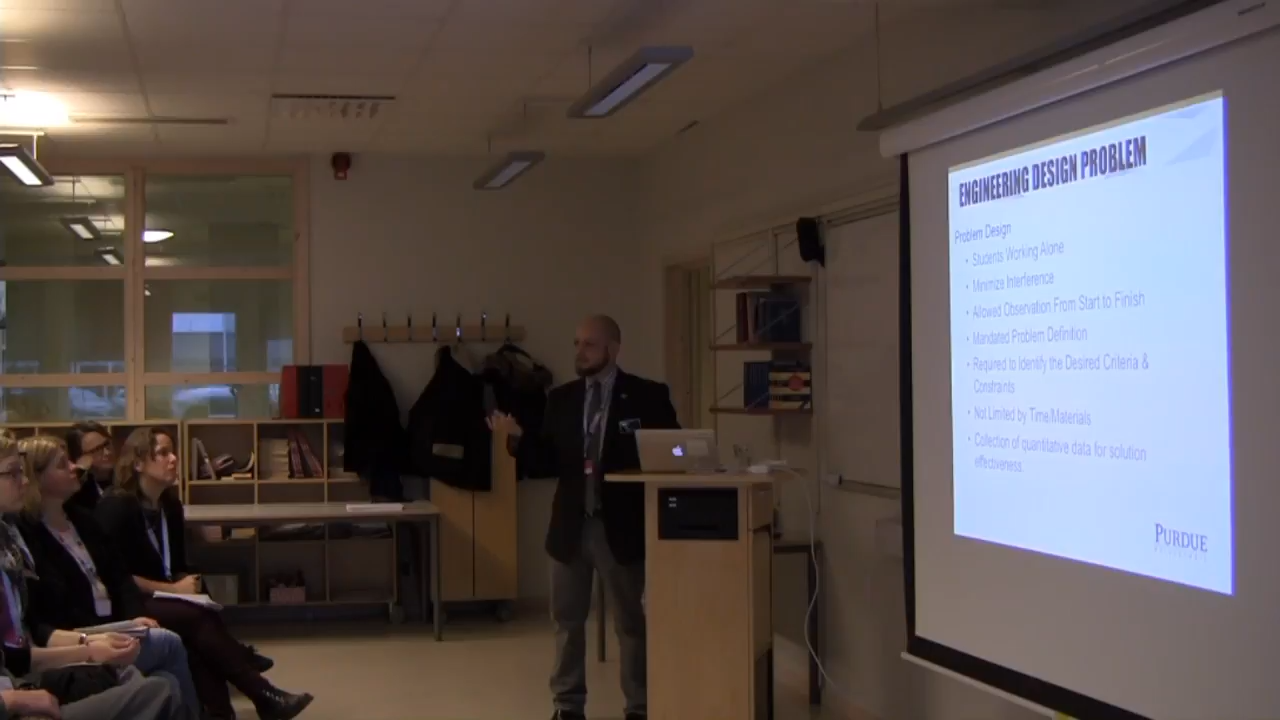 ENGINEERING DESIGN PROBLEM
Problem Design
• Students Working Alone
• Minimize Interference
• Allowed Observation From Start to Finish
• Mandated Problem Definition
• Required to Identify the Desired Criteria &
Constraints
• Not Limited by Time/Materials
• Collection of quantitative data for solution
effectiveness.
PURDUE